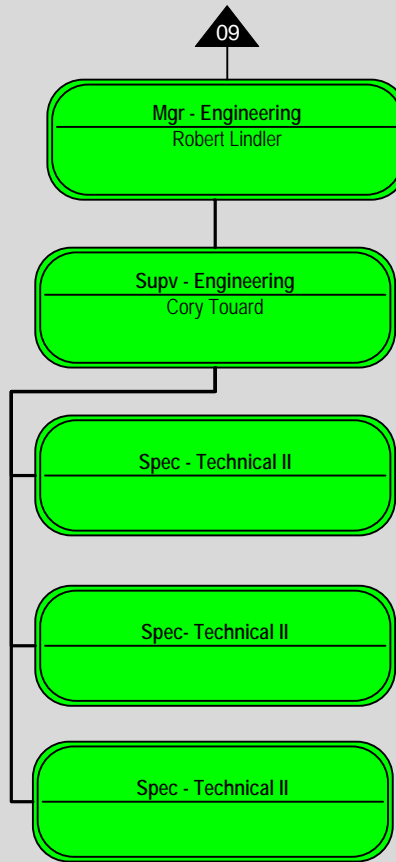 09
Mgr - Engineering
Robert Lindler
Supv - Engineering
Cory Touard
Spec - Technical II
Spec- Technical II
Spec - Technical II